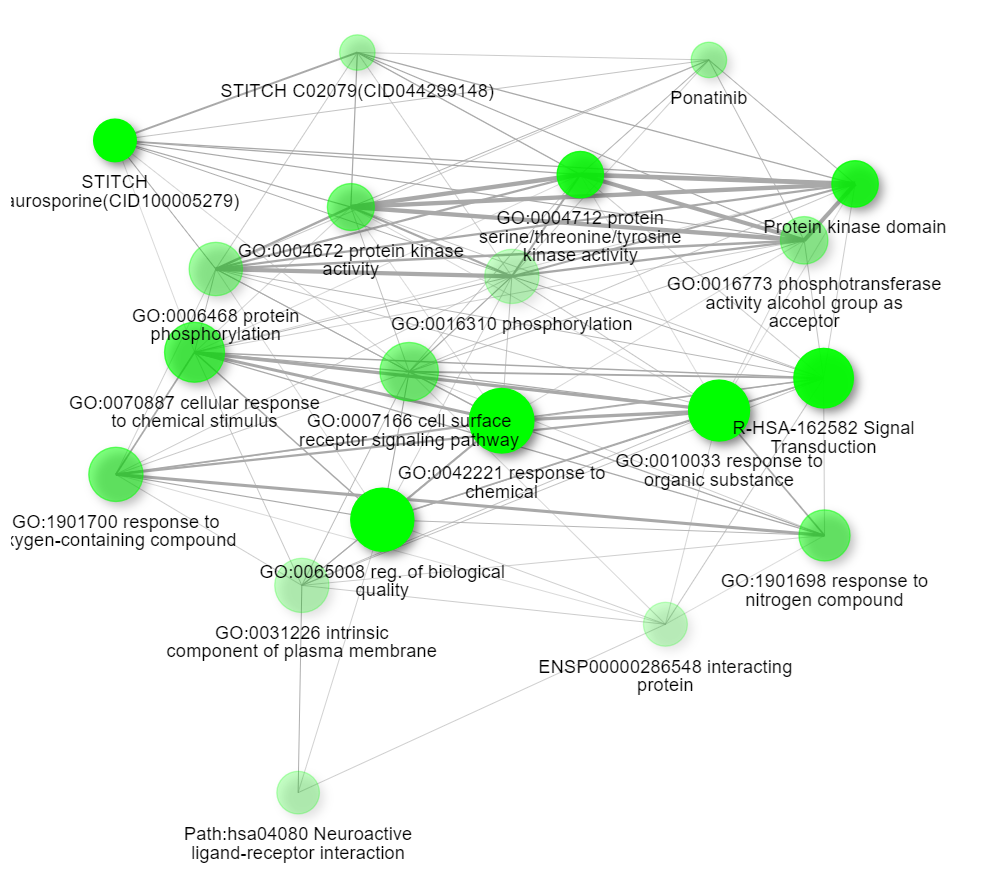 STITCH C02079(CID044299148)
Ponatinib
STITCH
aurosporine(CID100005279)
GO:0004712 protein
serine/threonine/tyrosine
kinase activity
Protein kinase domain
GO:0004672 protein kinase
activity
GO:0016773 phosphotransferase
activity alcohol group as
acceptor
GO:0006468 protein
phosphorylation
GO:0016310 phosphorylation
GO:0070887 cellular response
to chemical stimulus
GO:0007166 cell surface
receptor signaling pathway
R-HSA-162582 Signal
Transduction
GO:0042221 response to
chemical
GO:0010033 response to
organic substance
GO:1901700 response to
xygen-containing compound
GO:0065008 reg. of biological
quality
GO:1901698 response to
nitrogen compound
GO:0031226 intrinsic
component of plasma membrane
ENSP00000286548 interacting
protein
Path:hsa04080 Neuroactive
ligand-receptor interaction